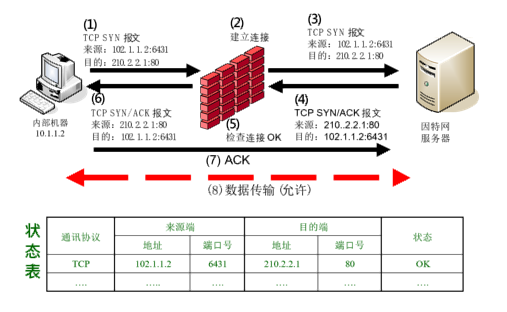 (1)
TCP SYN 报文
来源：102.1.1.2:6431
目的：210.2.2.1:80
(2)
建立连接
(3)
TCP SYN 报文
来源：102.1.1.2:6431
目的：210.2.2.1:80
内部机器
10.1.1.2
(6)
TCP SYN/ACK 报文
来源：210.2.2.1:80
目的：102.1.1.2:6431
(5)
检查连接 OK
(4)
TCP SYN/ACK 报文
来源：210..2.2.1:80
目的：102.1.1.2:6431
因特网
服务器
(7) ACK
(8) 数据传输 (允许)
状态表
通讯协议 来源端 目的端 状态
地址 端口号 地址 端口号
TCP 102.1.1.2 6431 210.2.2.1 80 OK
…. ….. …. …. …. ….